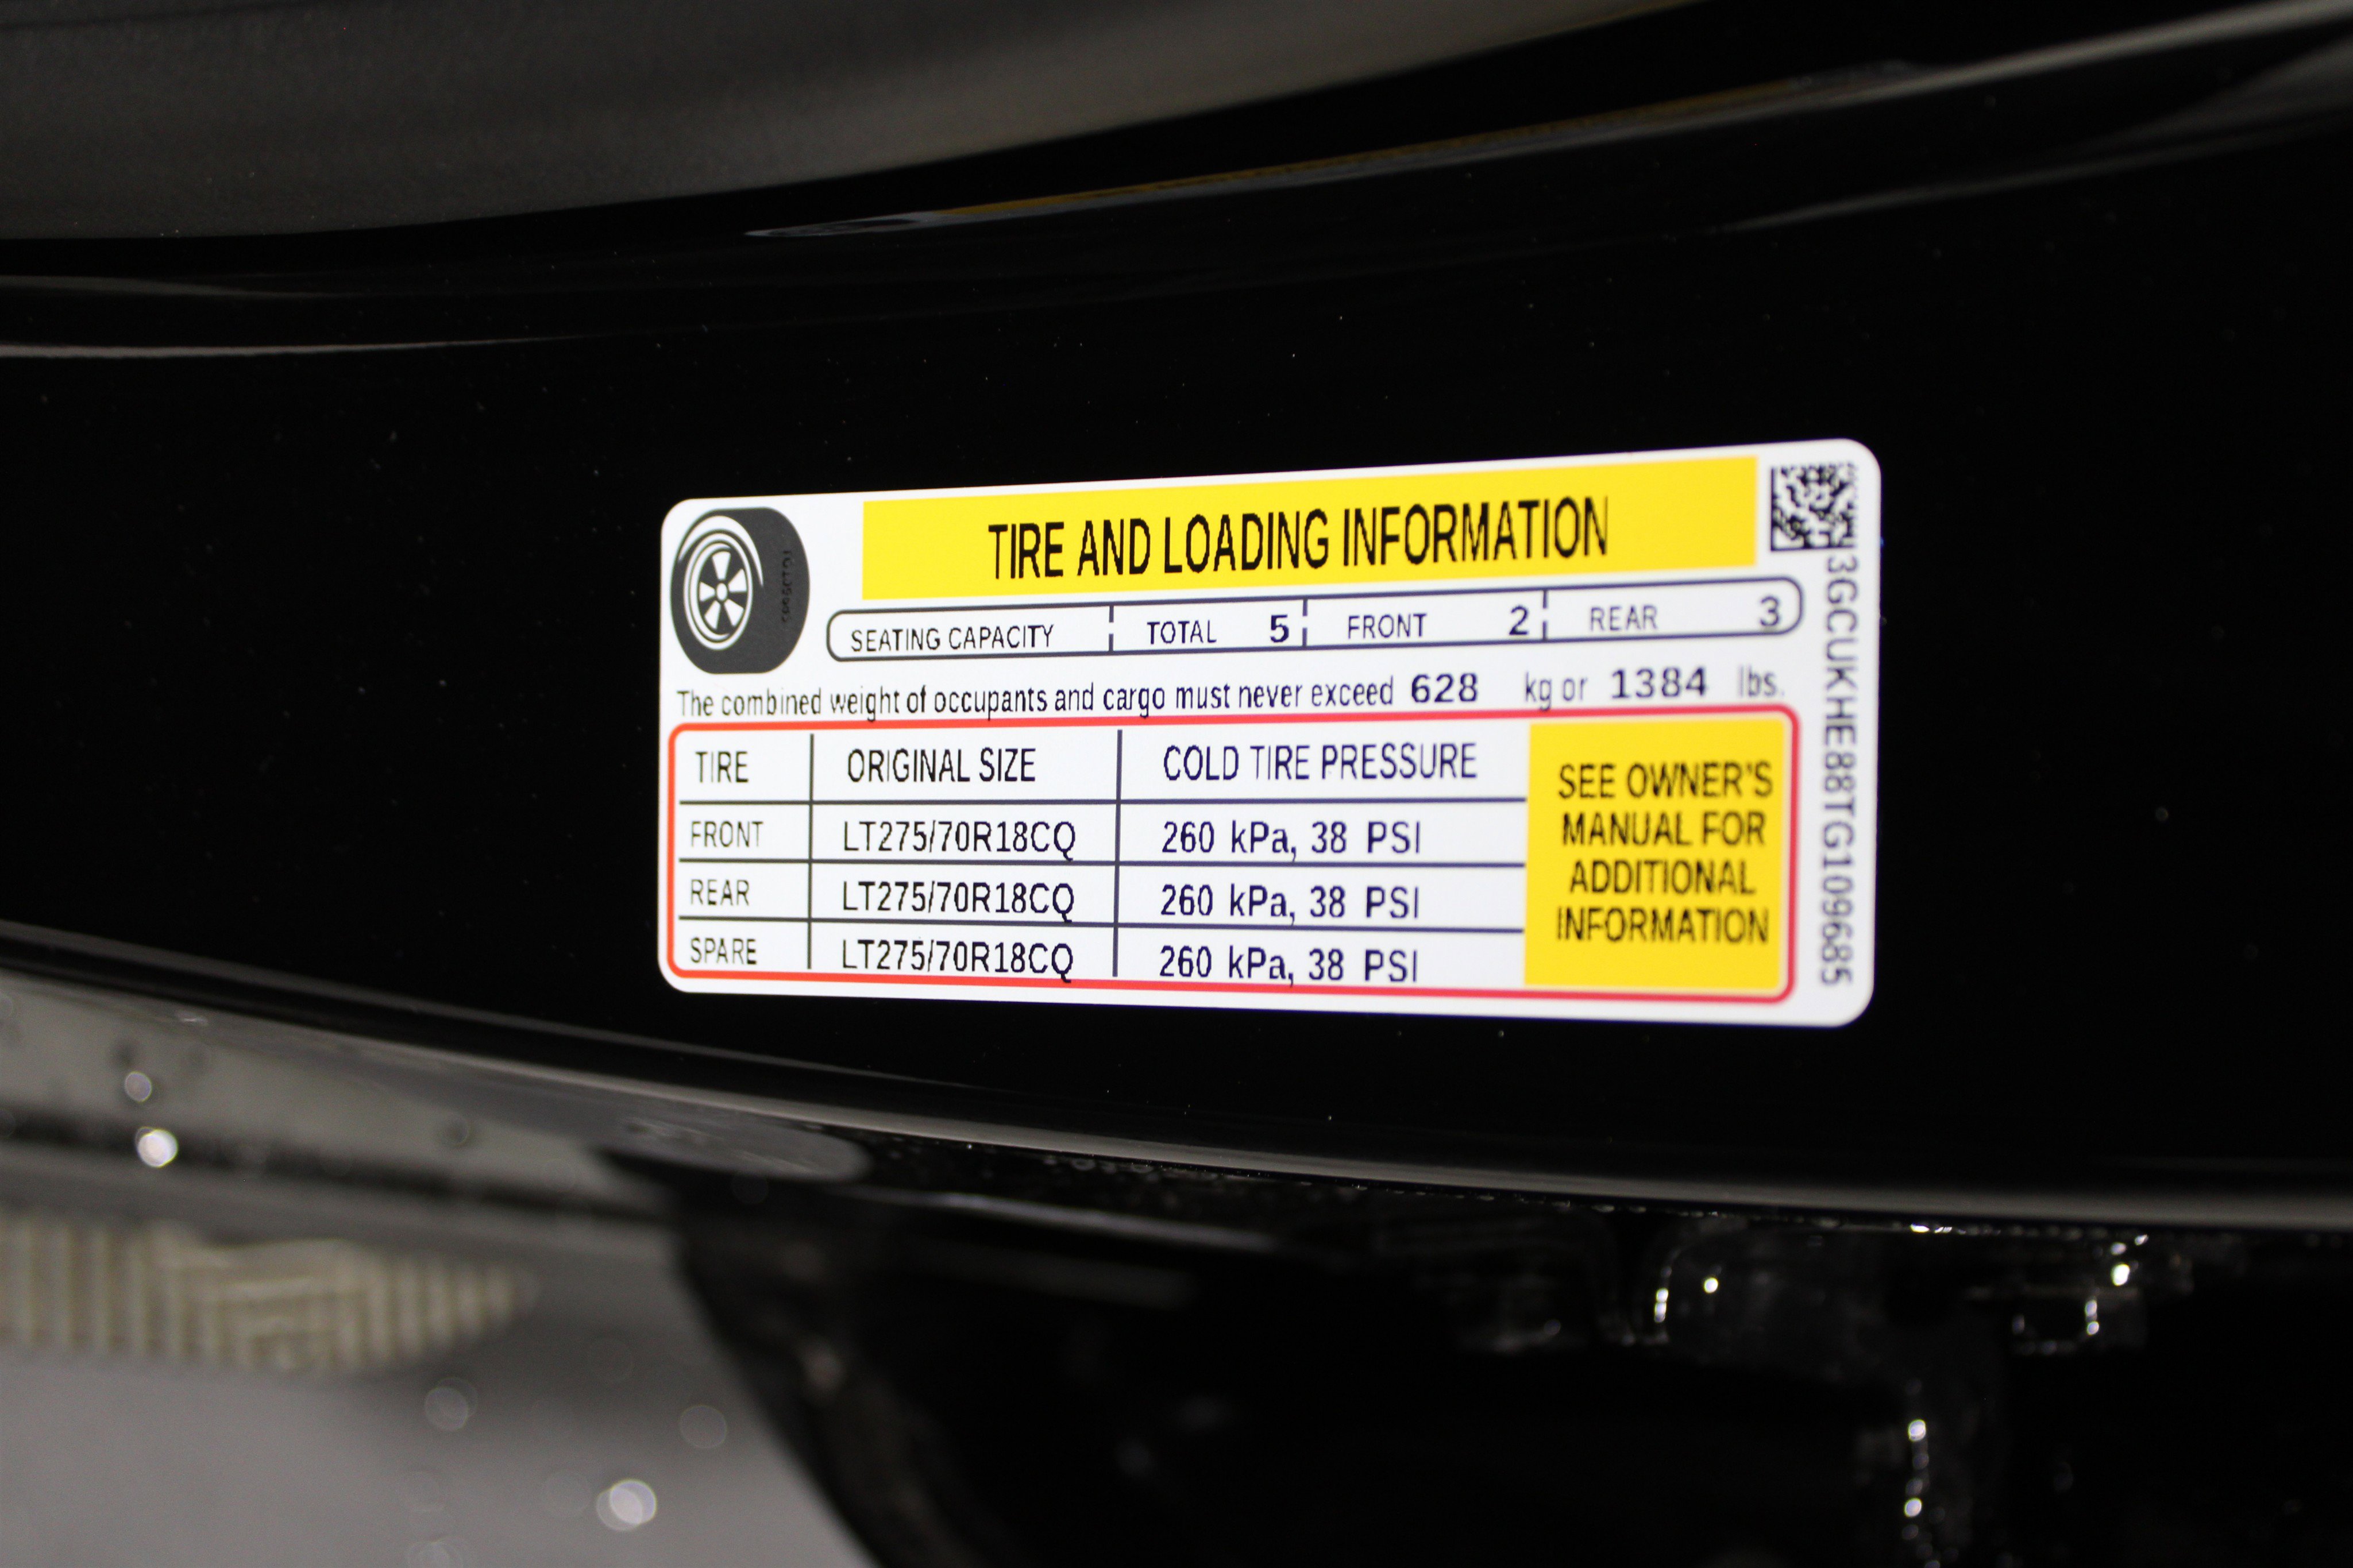 TIRE AND LOADING INFORMATION
SEATING CAPACITY TOTAL 5 FRONT 2 REAR 3
The combined weight of occupants and cargo must never exceed 628 kg or 1384 lbs.
TIRE ORIGINAL SIZE COLD TIRE PRESSURE
FRONT LT275/70R18CQ 260 kPa, 38 PSI
REAR LT275/70R18CQ 260 kPa, 38 PSI
SPARE LT275/70R18CQ 260 kPa, 38 PSI
SEE OWNER'S
MANUAL FOR
ADDITIONAL
INFORMATION
3GCUKHE88TG109685